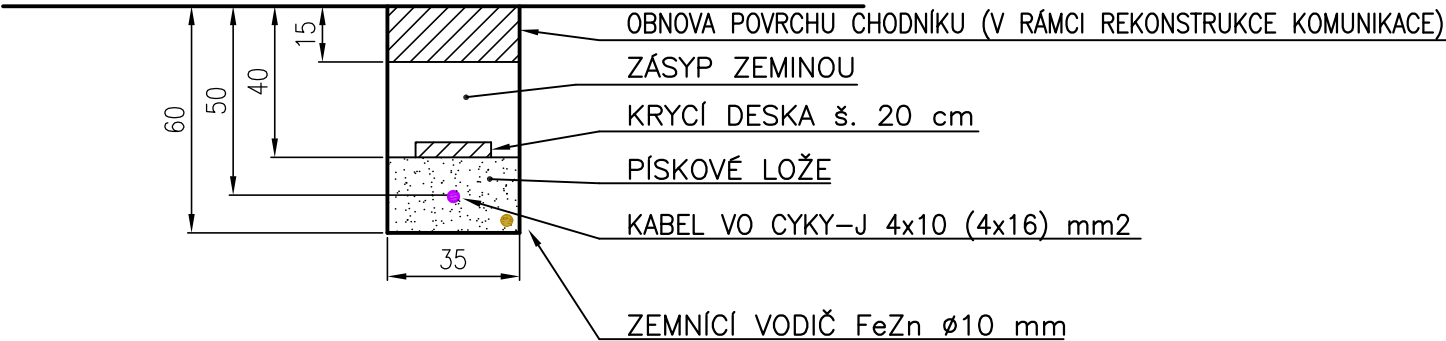 OBNOVA POVRCHU CHODNÍKU (V RÁMCI REKONSTRUKCE KOMUNIKACE)
15
ZÁSYP ZEMINOU
40
50
60
KRYCÍ DESKA š. 20 cm
PÍSKOVÉ LOŽE
KABEL VO CYKY-J 4x10 (4x16) mm2
35
ZEMNÍCÍ VODIČ FeZn ø10 mm